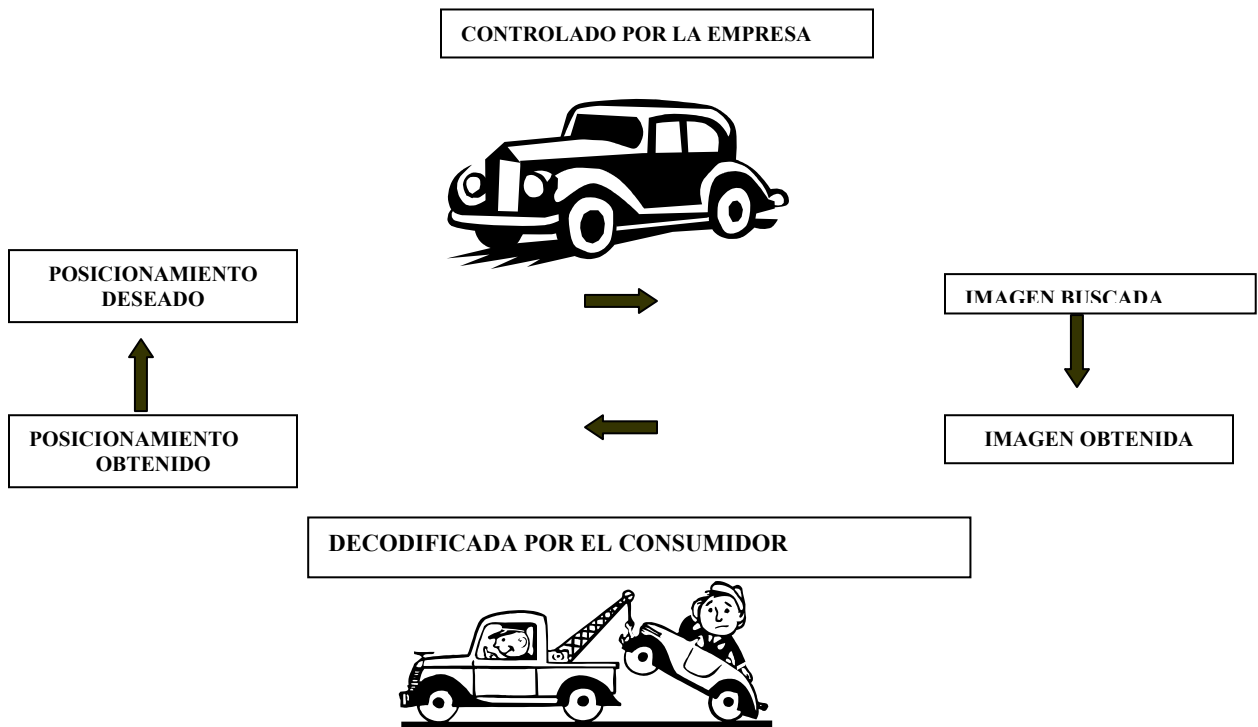 CONTROLADO POR LA EMPRESA
POSICIONAMIENTO
DESEADO
IMAGEN BUSCADA
POSICIONAMIENTO
OBTENIDO
IMAGEN OBTENIDA
DECODIFICADA POR EL CONSUMIDOR